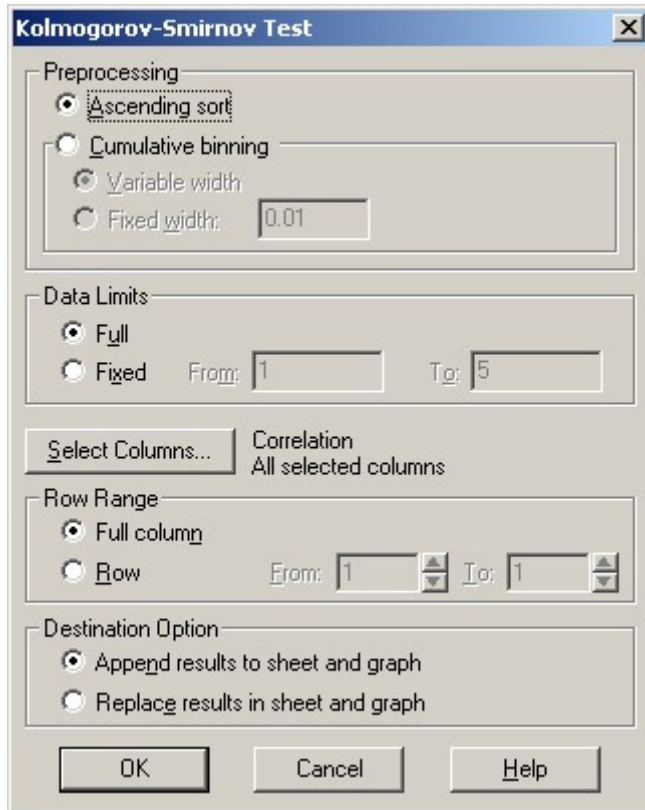 Kolmogorov-Smirnov Test
Preprocessing
Ascending sort
Cumulative binning
Variable width
Fixed width: 0.01
Data Limits
Full
Fixed From: 1 To: 5
Select Columns... Correlation
All selected columns
Row Range
Full column
Row From: 1 To: 1
Destination Option
Append results to sheet and graph
Replace results in sheet and graph
OK Cancel Help